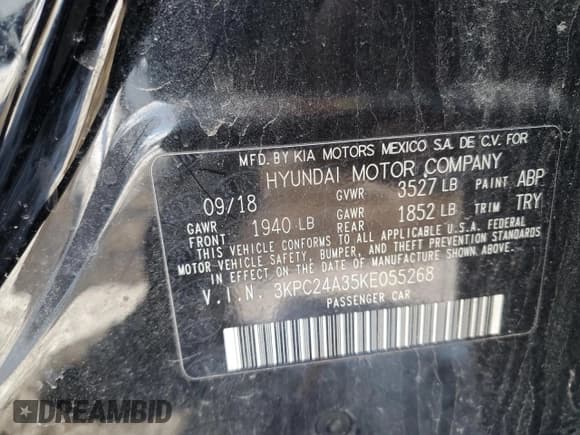 MFD. BY KIA MOTORS MEXICO S.A. DE C.V. FOR
HYUNDAI MOTOR COMPANY
09/18 GVWR 3527 LB PAINT ABP
GAWR FRONT 1940 LB GAWR REAR 1852 LB TRIM TRY
THIS VEHICLE CONFORMS TO ALL APPLICABLE U.S.A. FEDERAL
MOTOR VEHICLE SAFETY, BUMPER, AND THEFT PREVENTION STANDARDS
IN EFFECT ON THE DATE OF MANUFACTURE SHOWN ABOVE.
V.I.N. 3KPC24A35KE055268
PASSENGER CAR
DREAMBID